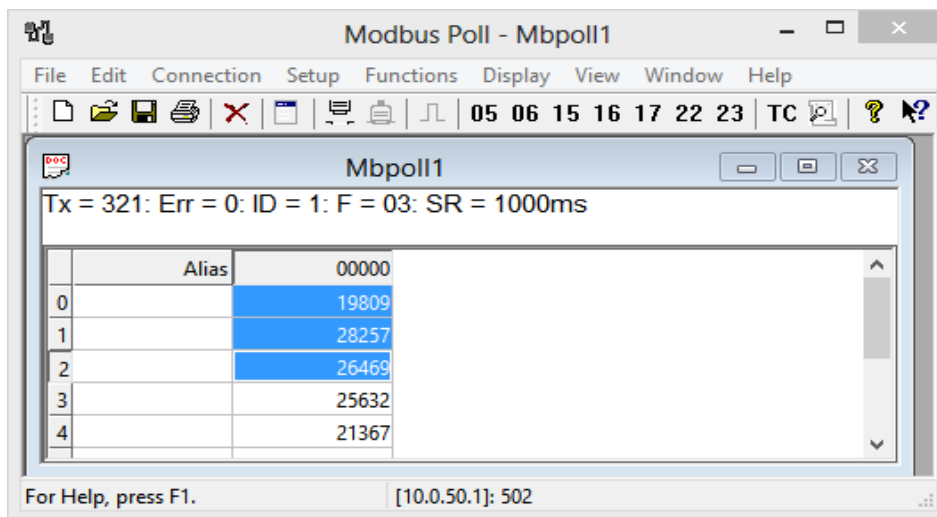 Modbus Poll - Mbpoll1
File Edit Connection Setup Functions Display View Window Help
05 06 15 16 17 22 23 TC
Mbpoll1
Tx = 321: Err = 0: ID = 1: F = 03: SR = 1000ms
Alias 00000
0 19809
1 28257
2 26469
3 25632
4 21367
For Help, press F1. [10.0.50.1]: 502